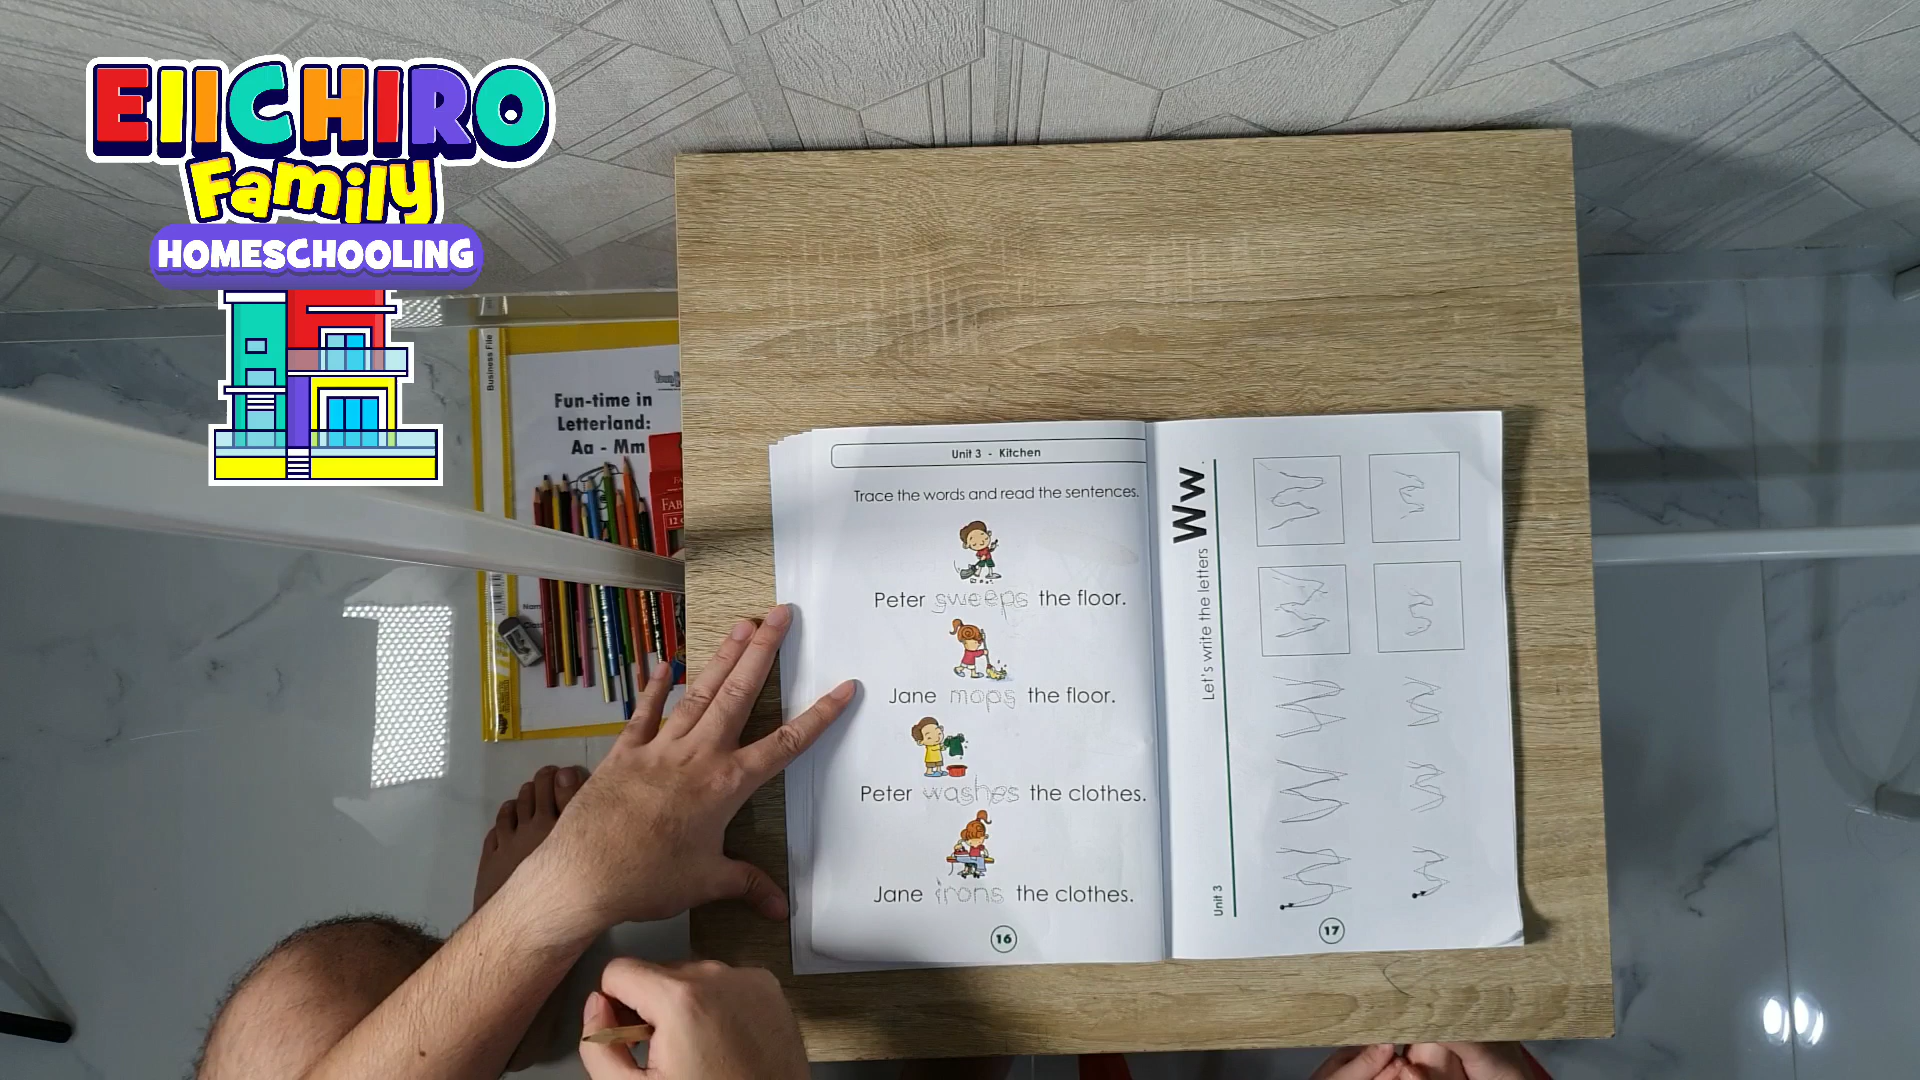 EIICHIRO
Family
HOMESCHOOLING
Business File
Fun-time in
Letterland:
Aa - Mm
FAB
12 c
Unit 3 - Kitchen
Trace the words and read the sentences.
Peter sweeps the floor.
Jane mops the floor.
Peter washes the clothes.
Jane irons the clothes.
16
Unit 3
Let's write the letters Ww.
17